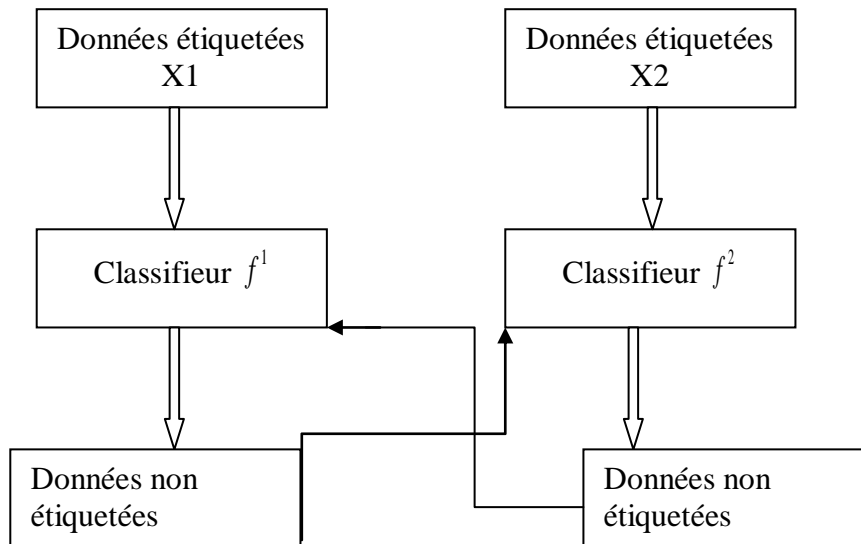 Données étiquetées
X1
Données étiquetées
X2
Classifieur f¹
Classifieur f²
Données non
étiquetées
Données non
étiquetées